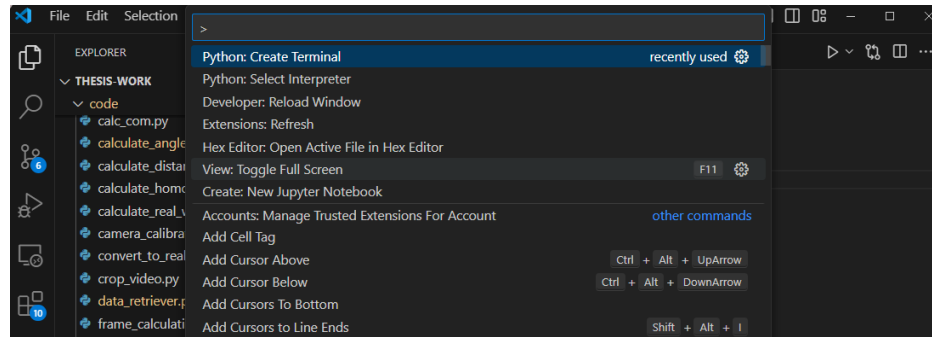 File Edit Selection
>
EXPLORER
THESIS-WORK
code
calc_com.py
calculate_angle
calculate_distar
calculate_homo
calculate_real_v
camera_calibra
convert_to_real
crop_video.py
data_retriever.p
frame_calculati
6
10
Python: Create Terminal recently used
Python: Select Interpreter
Developer: Reload Window
Extensions: Refresh
Hex Editor: Open Active File in Hex Editor
View: Toggle Full Screen F11
Create: New Jupyter Notebook
Accounts: Manage Trusted Extensions For Account other commands
Add Cell Tag
Add Cursor Above Ctrl + Alt + UpArrow
Add Cursor Below Ctrl + Alt + DownArrow
Add Cursors To Bottom
Add Cursors to Line Ends Shift + Alt + I